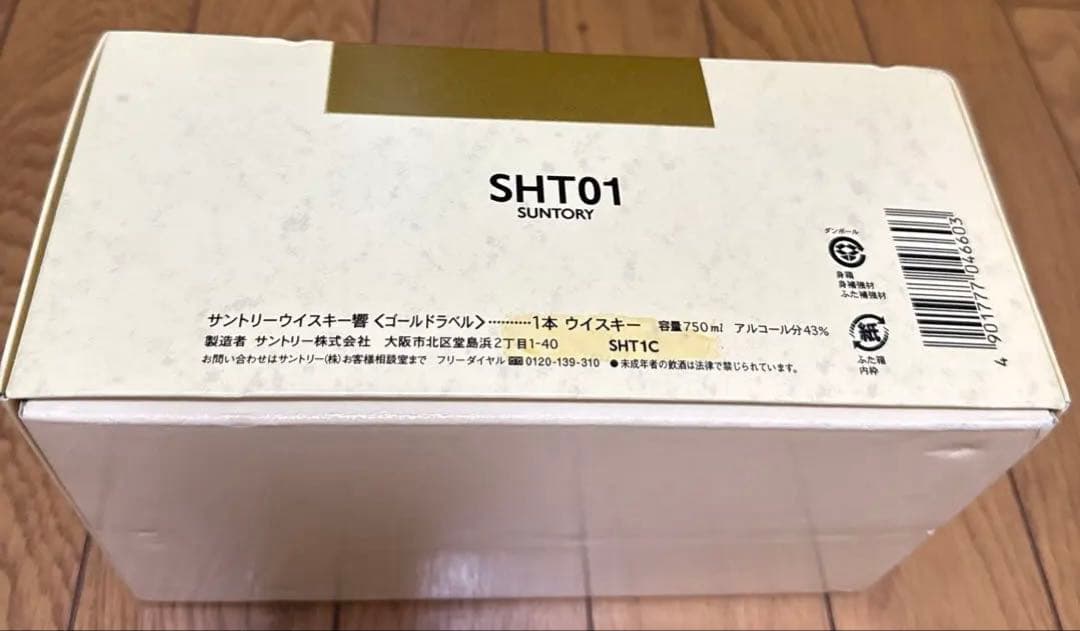 SHT01
SUNTORY
ダンボール
身箱
身補強材
ふた補強材
紙
ふた箱
内枠
4901777046603
サントリーウイスキー響〈ゴールドラベル〉‥‥‥‥‥1本 ウイスキー 容量750ml アルコール分43%
製造者 サントリー株式会社 大阪市北区堂島浜2丁目1-40 SHT1C
お問い合わせはサントリー(株)お客様相談室まで フリーダイヤル 0120-139-310 ●未成年者の飲酒は法律で禁じられています。